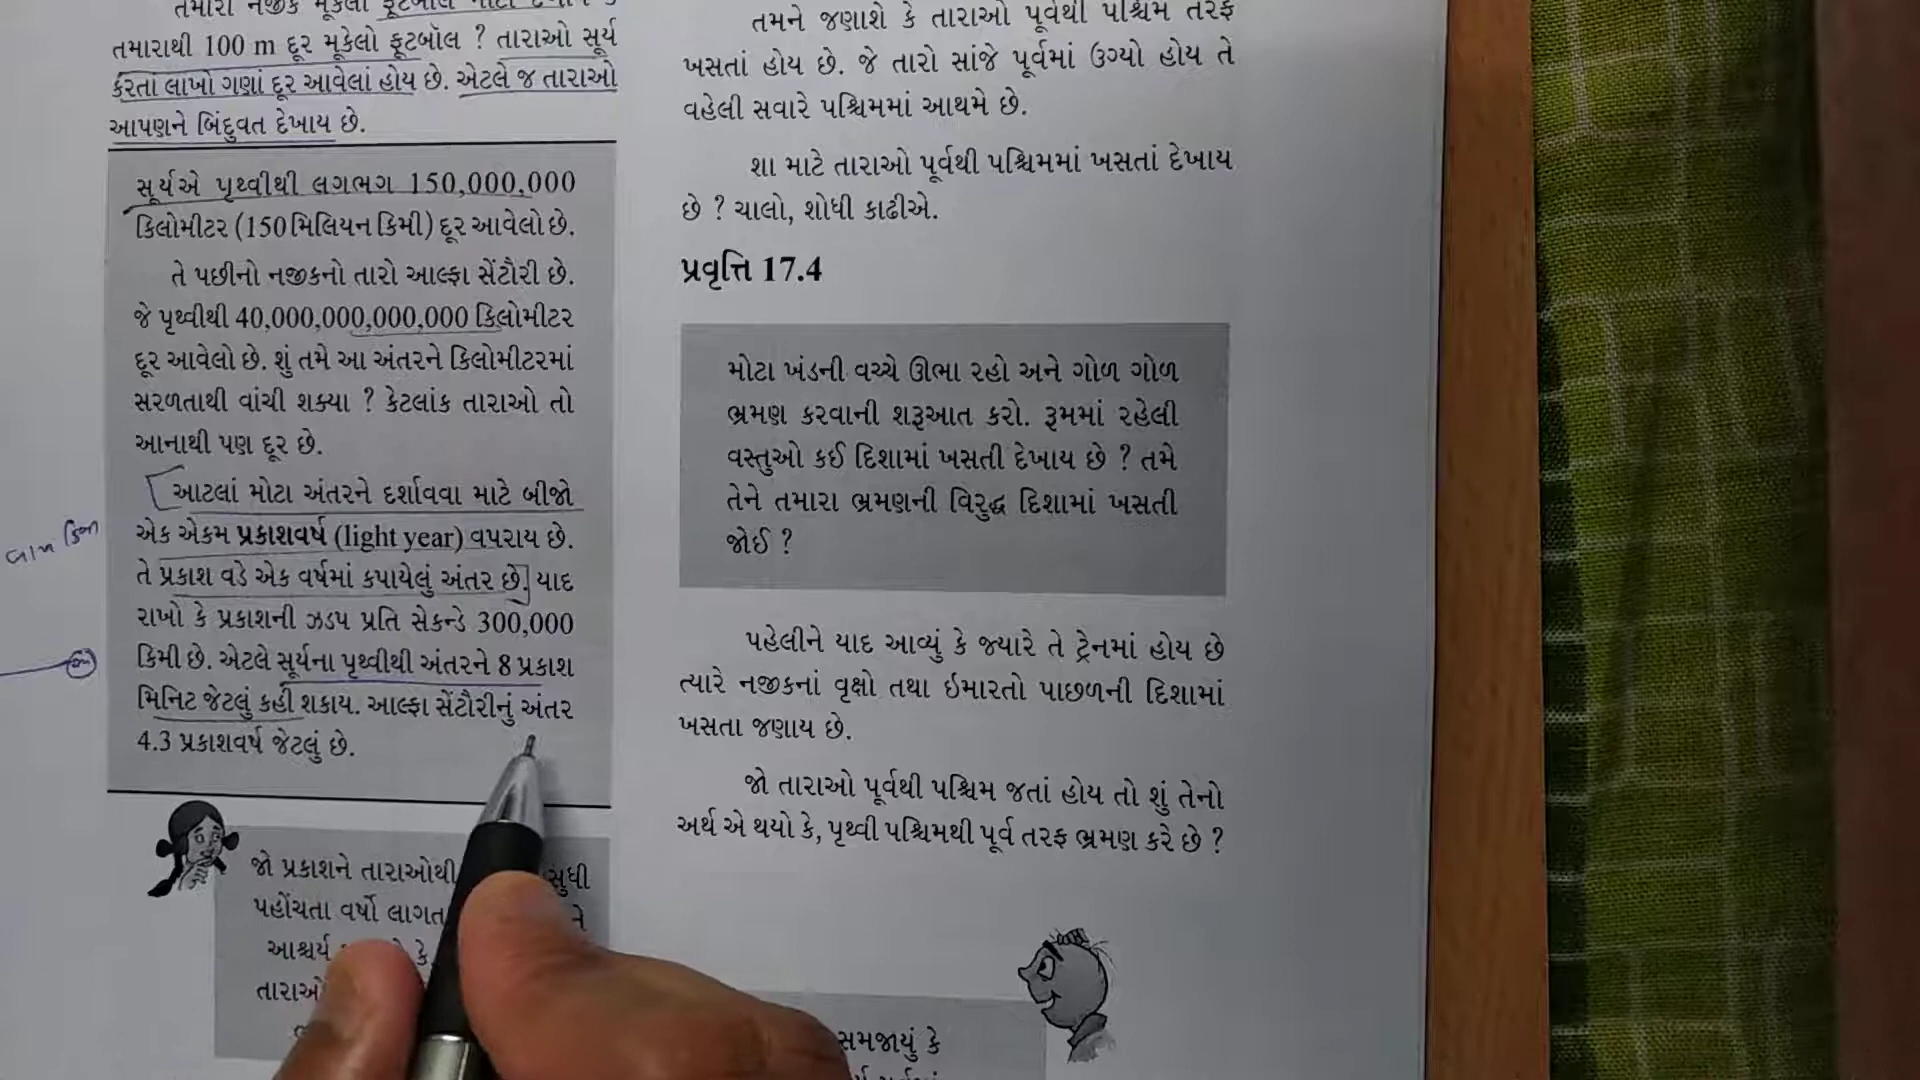 તમારાથી 100 m દૂર મૂકેલો ફૂટબૉલ ? તારાઓ સૂર્ય
કરતા લાખો ગણાં દૂર આવેલાં હોય છે. એટલે જ તારાઓ
આપણને બિંદુવત દેખાય છે.
સૂર્યએ પૃથ્વીથી લગભગ 150,000,000
કિલોમીટર (150 મિલિયન કિમી) દૂર આવેલો છે.
તે પછીનો નજીકનો તારો આલ્ફા સેંટૌરી છે.
જે પૃથ્વીથી 40,000,000,000,000 કિલોમીટર
દૂર આવેલો છે. શું તમે આ અંતરને કિલોમીટરમાં
સરળતાથી વાંચી શક્યા ? કેટલાંક તારાઓ તો
આનાથી પણ દૂર છે.
આટલાં મોટા અંતરને દર્શાવવા માટે બીજો
એક એકમ પ્રકાશવર્ષ (light year) વપરાય છે.
તે પ્રકાશ વડે એક વર્ષમાં કપાયેલું અંતર છે. યાદ
રાખો કે પ્રકાશની ઝડપ પ્રતિ સેકન્ડે 300,000
કિમી છે. એટલે સૂર્યના પૃથ્વીથી અંતરને 8 પ્રકાશ
મિનિટ જેટલું કહી શકાય. આલ્ફા સેંટૌરીનું અંતર
4.3 પ્રકાશવર્ષ જેટલું છે.
જો પ્રકાશને તારાઓથી સુધી
પહોંચતા વર્ષો
આશ્ચર્ય કે
તમને જણાશે કે તારાઓ પૂર્વથી પશ્ચિમ તરફ
ખસતાં હોય છે. જે તારો સાંજે પૂર્વમાં ઉગ્યો હોય તે
વહેલી સવારે પશ્ચિમમાં આથમે છે.
શા માટે તારાઓ પૂર્વથી પશ્ચિમમાં ખસતાં દેખાય
છે ? ચાલો, શોધી કાઢીએ.
પ્રવૃત્તિ 17.4
મોટા ખંડની વચ્ચે ઊભા રહો અને ગોળ ગોળ
ભ્રમણ કરવાની શરૂઆત કરો. રૂમમાં રહેલી
વસ્તુઓ કઈ દિશામાં ખસતી દેખાય છે ? તમે
તેને તમારા ભ્રમણની વિરુદ્ધ દિશામાં ખસતી
જોઈ ?
પહેલીને યાદ આવ્યું કે જ્યારે તે ટ્રેનમાં હોય છે
ત્યારે નજીકનાં વૃક્ષો તથા ઇમારતો પાછળની દિશામાં
ખસતા જણાય છે.
જો તારાઓ પૂર્વથી પશ્ચિમ જતાં હોય તો શું તેનો
અર્થ એ થયો કે, પૃથ્વી પશ્ચિમથી પૂર્વ તરફ ભ્રમણ કરે છે ?
સમજાયું કે